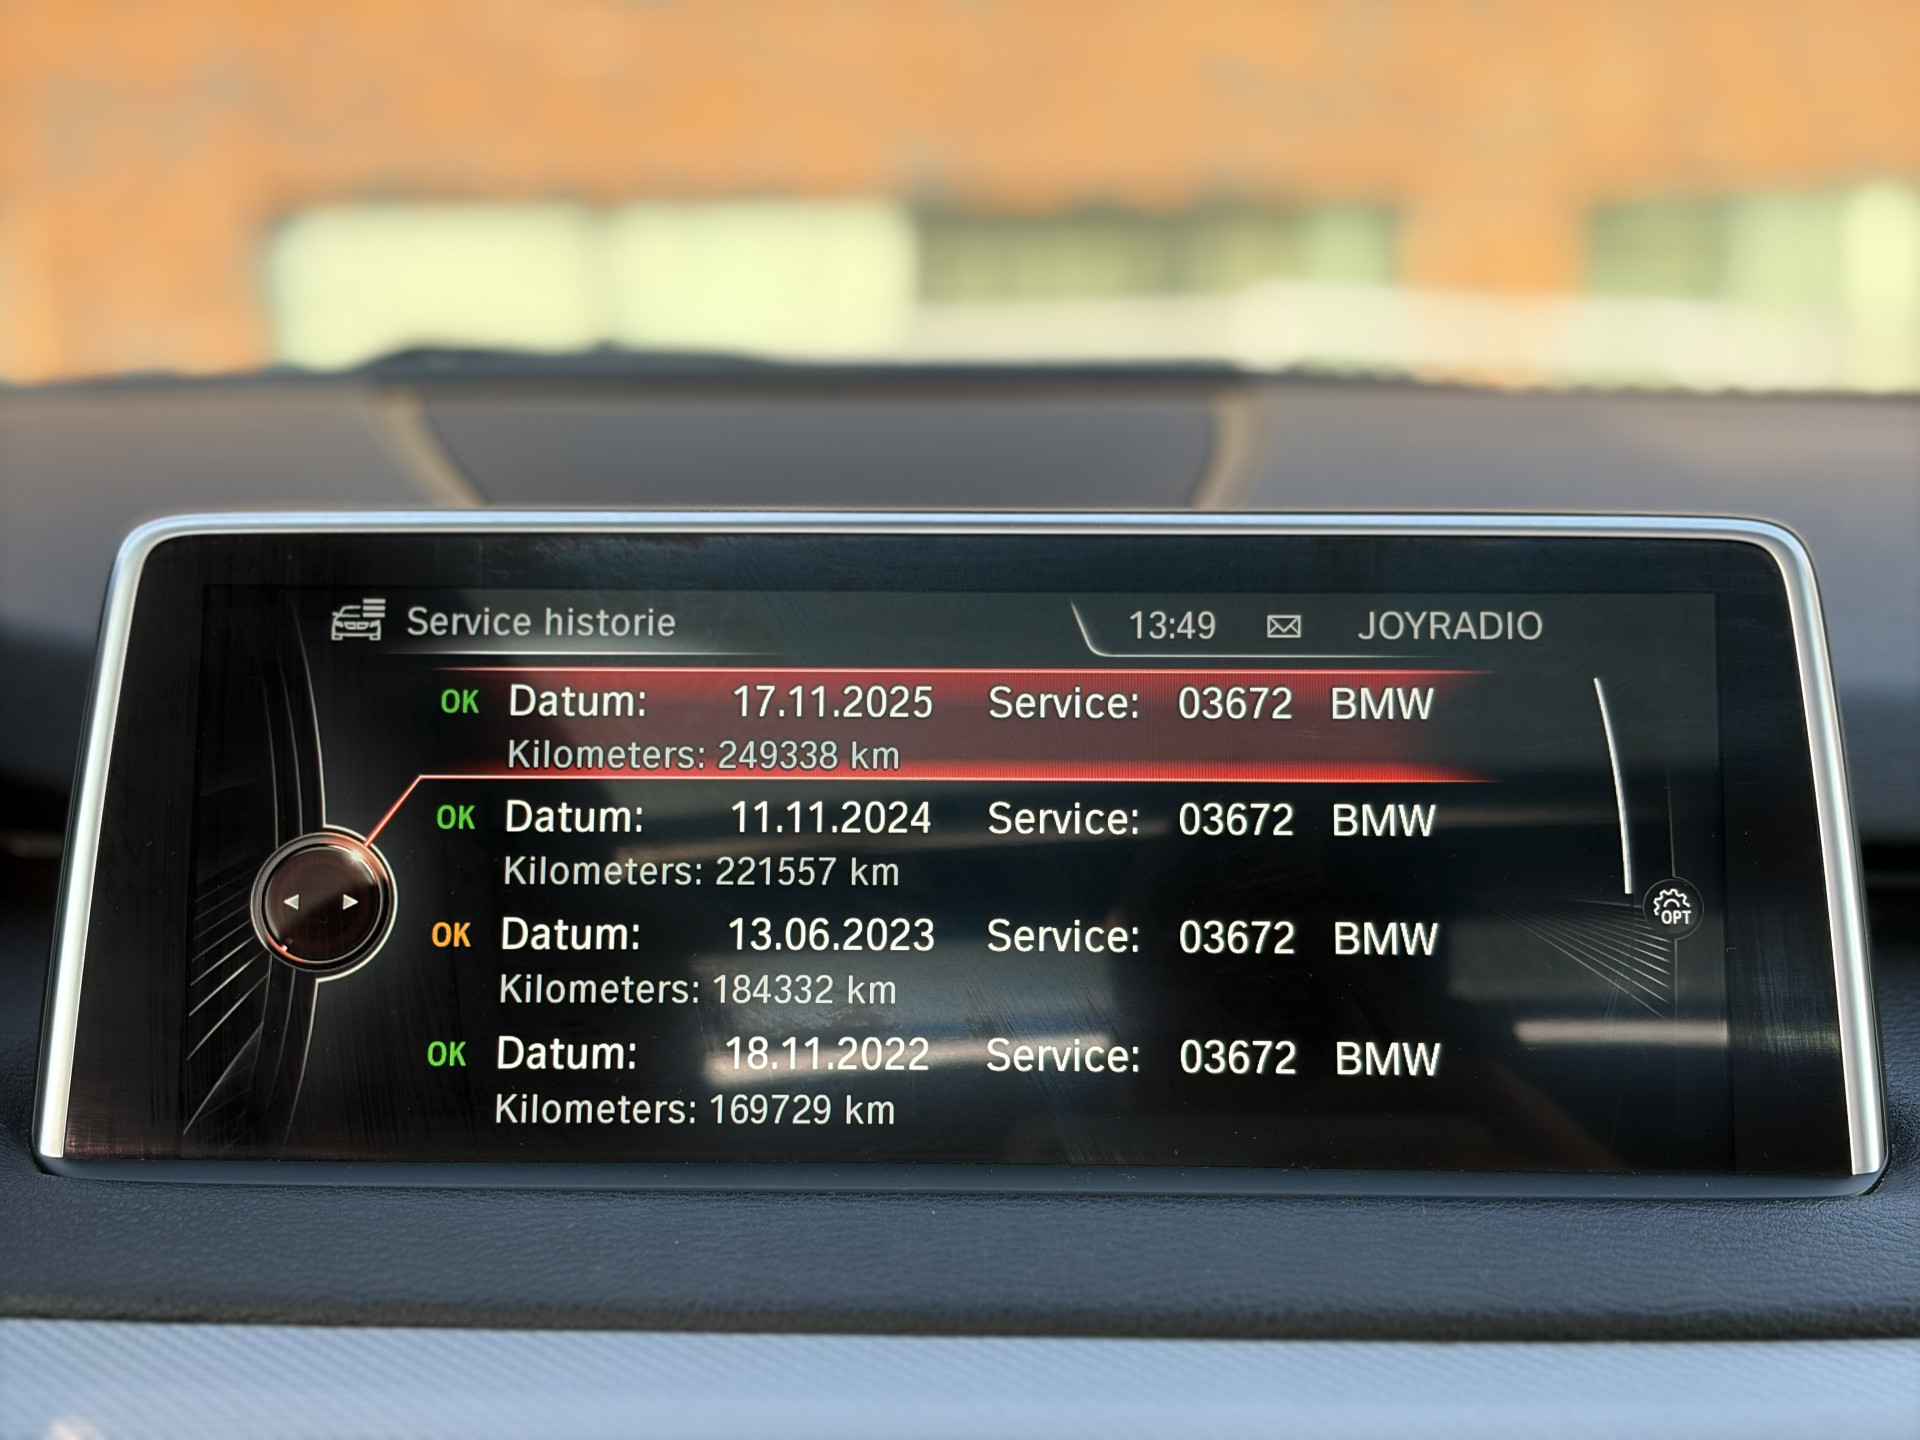 Service historie 13:49 JOYRADIO
OK Datum: 17.11.2025 Service: 03672 BMW
Kilometers: 249338 km
OK Datum: 11.11.2024 Service: 03672 BMW
Kilometers: 221557 km
OK Datum: 13.06.2023 Service: 03672 BMW
Kilometers: 184332 km
OPT
OK Datum: 18.11.2022 Service: 03672 BMW
Kilometers: 169729 km